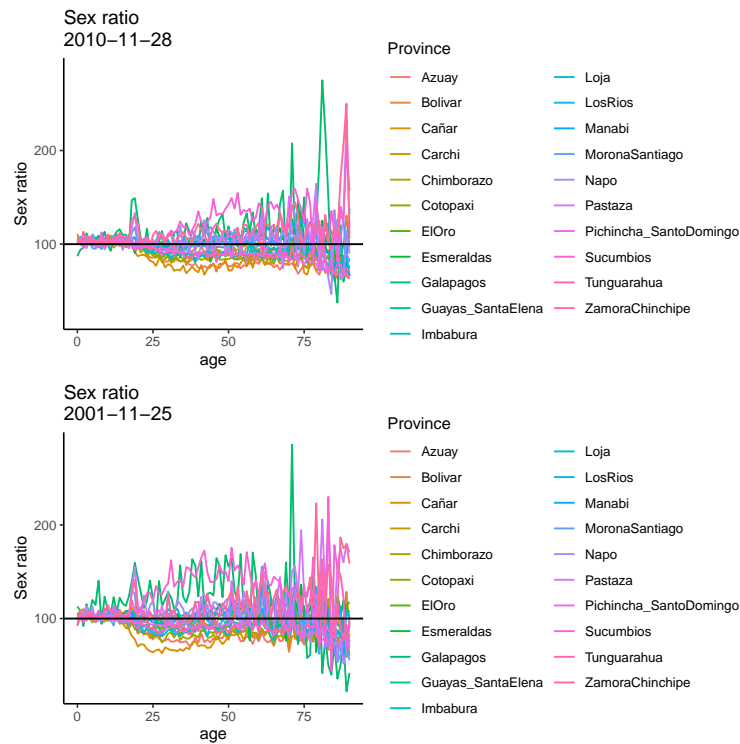 Sex ratio
2010−11−28
Sex ratio
200
100
0
25
50
75
age
Province
Azuay
Bolivar
Cañar
Carchi
Chimborazo
Cotopaxi
ElOro
Esmeraldas
Galapagos
Guayas_SantaElena
Imbabura
Loja
LosRios
Manabi
MoronaSantiago
Napo
Pastaza
Pichincha_SantoDomingo
Sucumbios
Tunguarahua
ZamoraChinchipe
Sex ratio
2001−11−25
Sex ratio
200
100
0
25
50
75
age
Province
Azuay
Bolivar
Cañar
Carchi
Chimborazo
Cotopaxi
ElOro
Esmeraldas
Galapagos
Guayas_SantaElena
Imbabura
Loja
LosRios
Manabi
MoronaSantiago
Napo
Pastaza
Pichincha_SantoDomingo
Sucumbios
Tunguarahua
ZamoraChinchipe